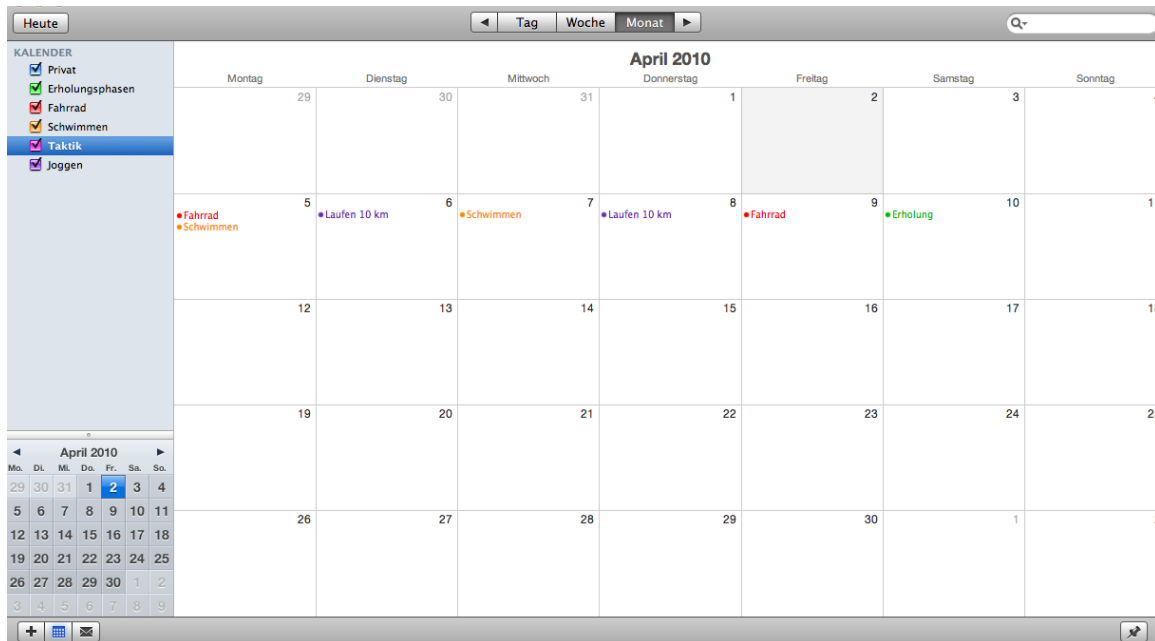 Heute
Tag Woche Monat
KALENDER
Privat
Erholungsphasen
Fahrrad
Schwimmen
Taktik
Joggen
April 2010
Montag Dienstag Mittwoch Donnerstag Freitag Samstag Sonntag
29 30 31 1 2 3
5 6 7 8 9 10
Fahrrad Laufen 10 km Schwimmen Laufen 10 km Fahrrad Erholung
Schwimmen
12 13 14 15 16 17
19 20 21 22 23 24
26 27 28 29 30 1
April 2010
Mo. Di. Mi. Do. Fr. Sa. So.
29 30 31 1 2 3 4
5 6 7 8 9 10 11
12 13 14 15 16 17 18
19 20 21 22 23 24 25
26 27 28 29 30 1 2
3 4 5 6 7 8 9